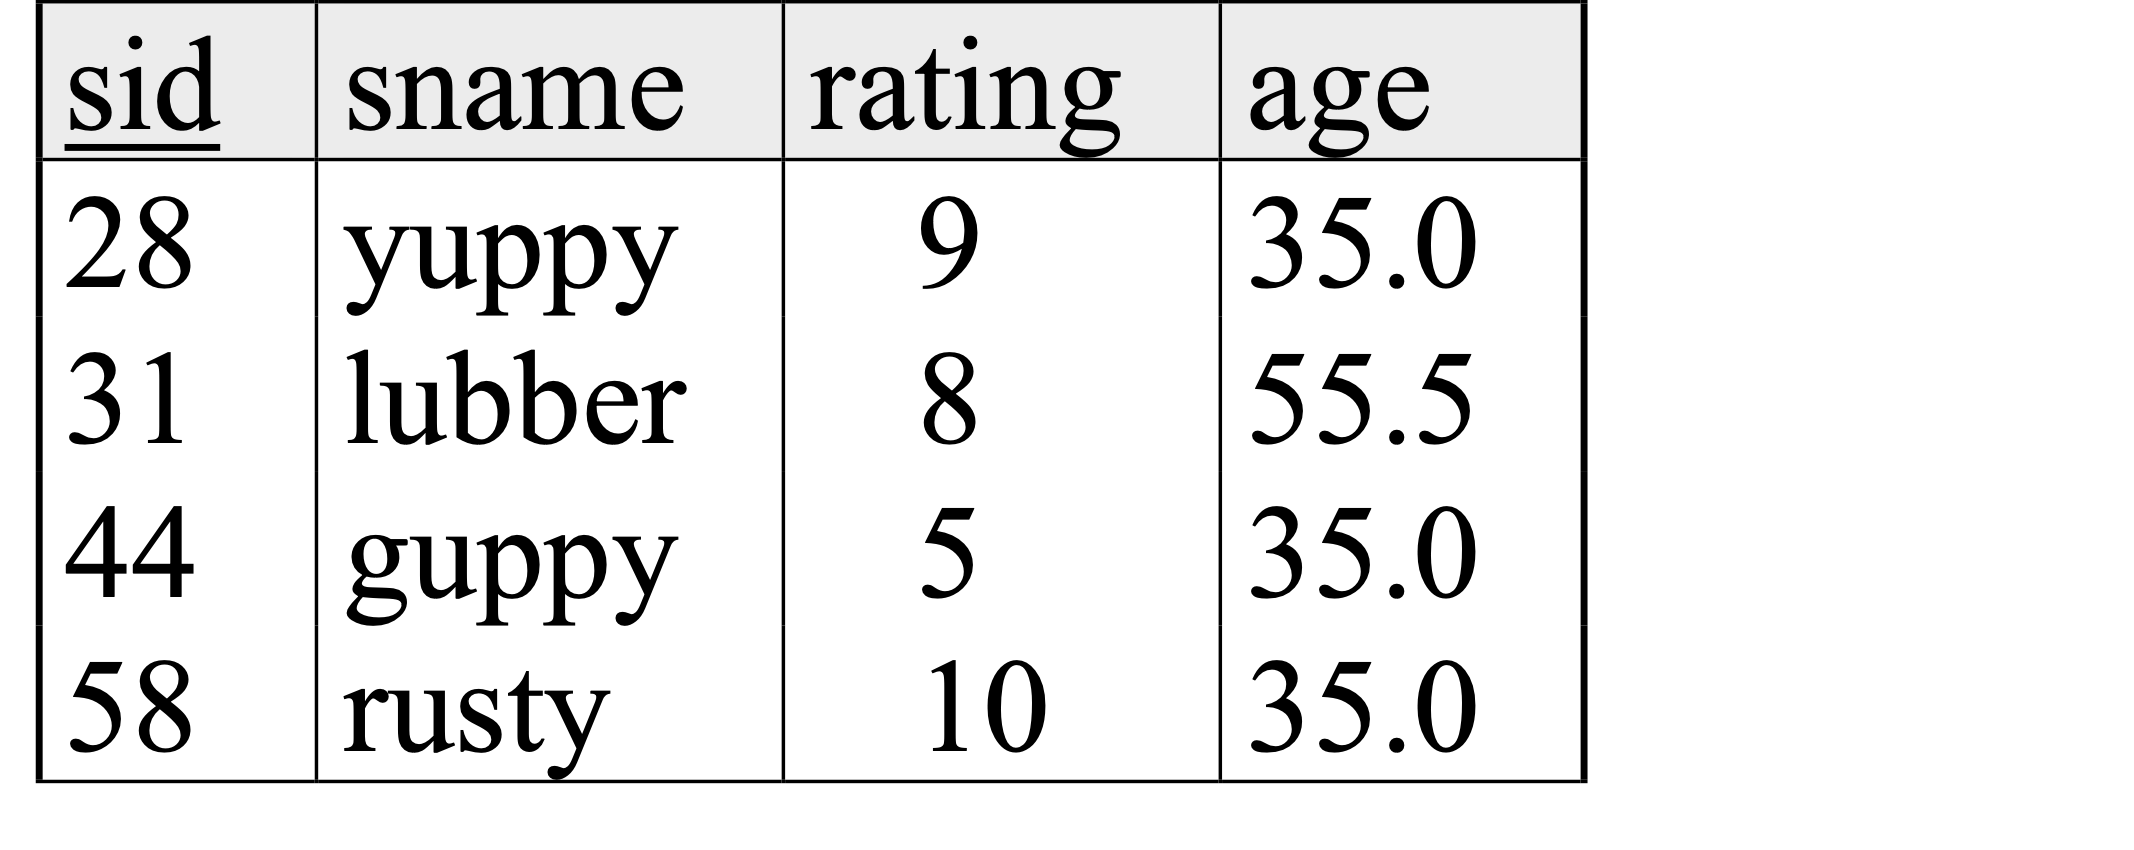 sid sname rating age
28 yuppy 9 35.0
31 lubber 8 55.5
44 guppy 5 35.0
58 rusty 10 35.0